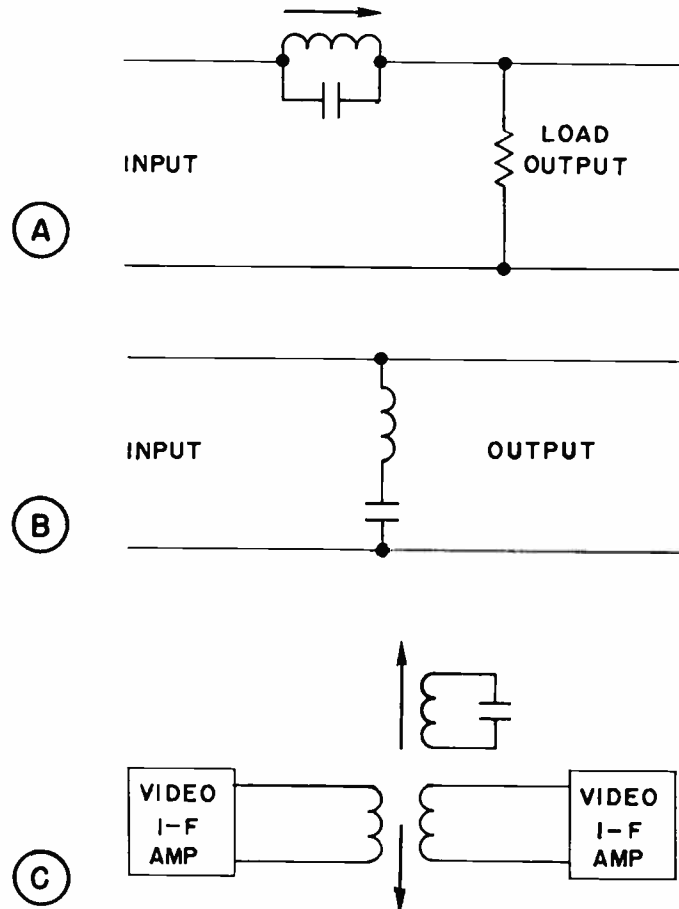 INPUT
LOAD
OUTPUT
A
INPUT
OUTPUT
B
VIDEO
I-F
AMP
VIDEO
I-F
AMP
C